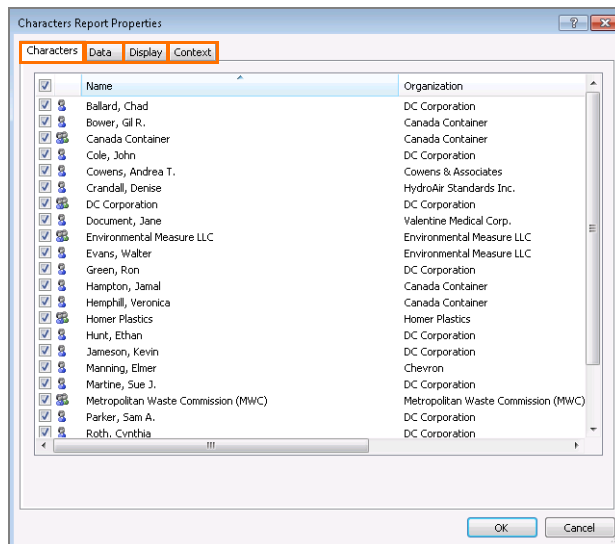 Characters Report Properties
Characters Data Display Context
Name Organization
Ballard, Chad DC Corporation
Bower, Gil R. Canada Container
Canada Container Canada Container
Cole, John DC Corporation
Cowens, Andrea T. Cowens & Associates
Crandall, Denise HydroAir Standards Inc.
DC Corporation DC Corporation
Document, Jane Valentine Medical Corp.
Environmental Measure LLC Environmental Measure LLC
Evans, Walter Environmental Measure LLC
Green, Ron DC Corporation
Hampton, Jamal Canada Container
Hemphill, Veronica Canada Container
Homer Plastics Homer Plastics
Hunt, Ethan DC Corporation
Jameson, Kevin DC Corporation
Manning, Elmer Chevron
Martine, Sue J. DC Corporation
Metropolitan Waste Commission (MWC) Metropolitan Waste Commission (MWC)
Parker, Sam A. DC Corporation
Roth, Cynthia DC Corporation
OK Cancel